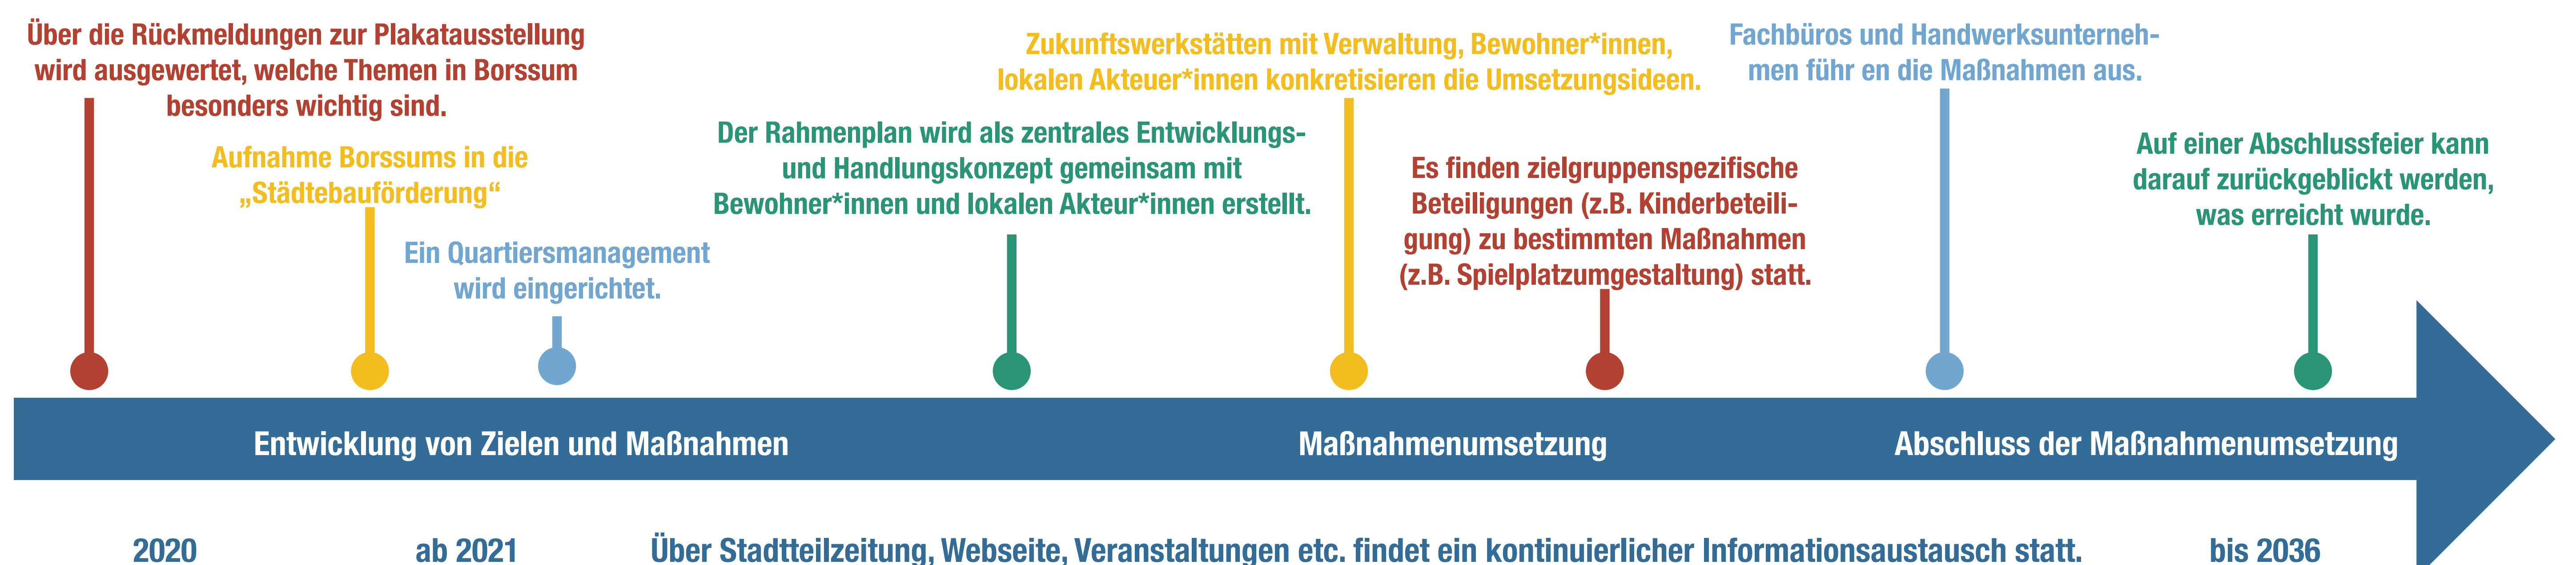 Über die Rückmeldungen zur Plakatausstellung
wird ausgewertet, welche Themen in Borssum
besonders wichtig sind.
Aufnahme Borssums in die
„Städtebauförderung“
Ein Quartiersmanagement
wird eingerichtet.
Der Rahmenplan wird als zentrales Entwicklungs-
und Handlungskonzept gemeinsam mit
Bewohner*innen und lokalen Akteur*innen erstellt.
Zukunftswerkstätten mit Verwaltung, Bewohner*innen,
lokalen Akteuer*innen konkretisieren die Umsetzungsideen.
Es finden zielgruppenspezifische
Beteiligungen (z.B. Kinderbeteili-
gung) zu bestimmten Maßnahmen
(z.B. Spielplatzumgestaltung) statt.
Fachbüros und Handwerksunterneh-
men führ en die Maßnahmen aus.
Auf einer Abschlussfeier kann
darauf zurückgeblickt werden,
was erreicht wurde.
Entwicklung von Zielen und Maßnahmen
Maßnahmenumsetzung
Abschluss der Maßnahmenumsetzung
2020
ab 2021
Über Stadtteilzeitung, Webseite, Veranstaltungen etc. findet ein kontinuierlicher Informationsaustausch statt.
bis 2036